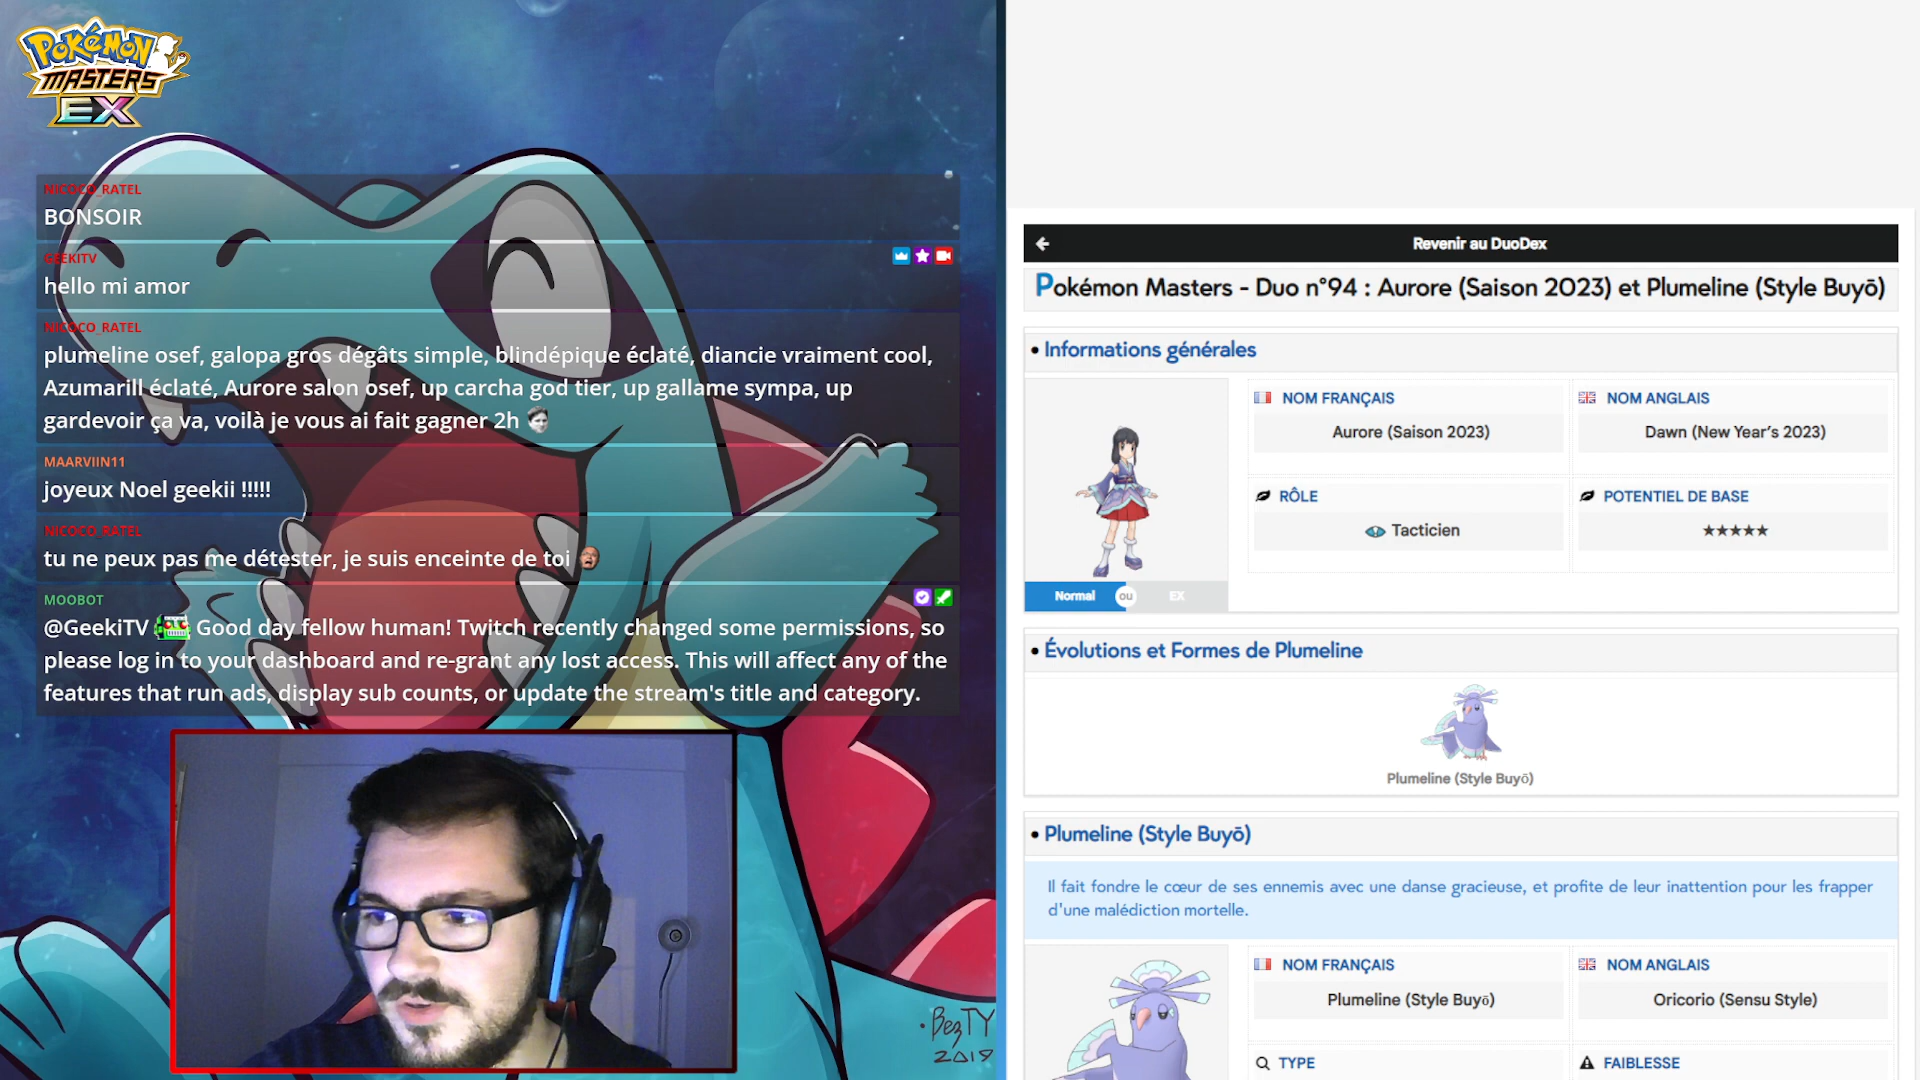 POKéMON
MASTERS
EX
NICOCO_RATEL
BONSOIR
GEEKITV
hello mi amor
NICOCO_RATEL
plumeline osef, galopa gros dégâts simple, blindépique éclaté, diancie vraiment cool,
Azumarill éclaté, Aurore salon osef, up carcha god tier, up gallame sympa, up
gardevoir ça va, voilà je vous ai fait gagner 2h
MAARVIIN11
joyeux Noel geekii !!!!!
NICOCO_RATEL
tu ne peux pas me détester, je suis enceinte de toi
MOOBOT
@GeekiTV Good day fellow human! Twitch recently changed some permissions, so
please log in to your dashboard and re-grant any lost access. This will affect any of the
features that run ads, display sub counts, or update the stream's title and category.
BezTY
2019
Revenir au DuoDex
Pokémon Masters - Duo n°94 : Aurore (Saison 2023) et Plumeline (Style Buyō)
• Informations générales
NOM FRANÇAIS
Aurore (Saison 2023)
NOM ANGLAIS
Dawn (New Year's 2023)
RÔLE
Tacticien
POTENTIEL DE BASE
★★★★★
Normal ou EX
• Évolutions et Formes de Plumeline
Plumeline (Style Buyō)
• Plumeline (Style Buyō)
Il fait fondre le cœur de ses ennemis avec une danse gracieuse, et profite de leur inattention pour les frapper
d'une malédiction mortelle.
NOM FRANÇAIS
Plumeline (Style Buyō)
NOM ANGLAIS
Oricorio (Sensu Style)
TYPE
FAIBLESSE